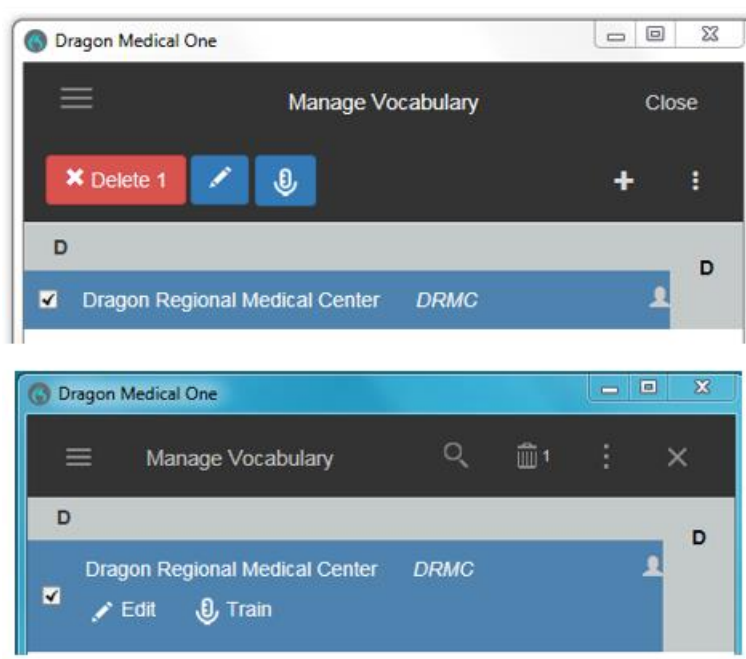 Dragon Medical One
Manage Vocabulary Close
Delete 1
D
D
Dragon Regional Medical Center DRMC
Dragon Medical One
Manage Vocabulary 1
D
D
Dragon Regional Medical Center DRMC
Edit Train